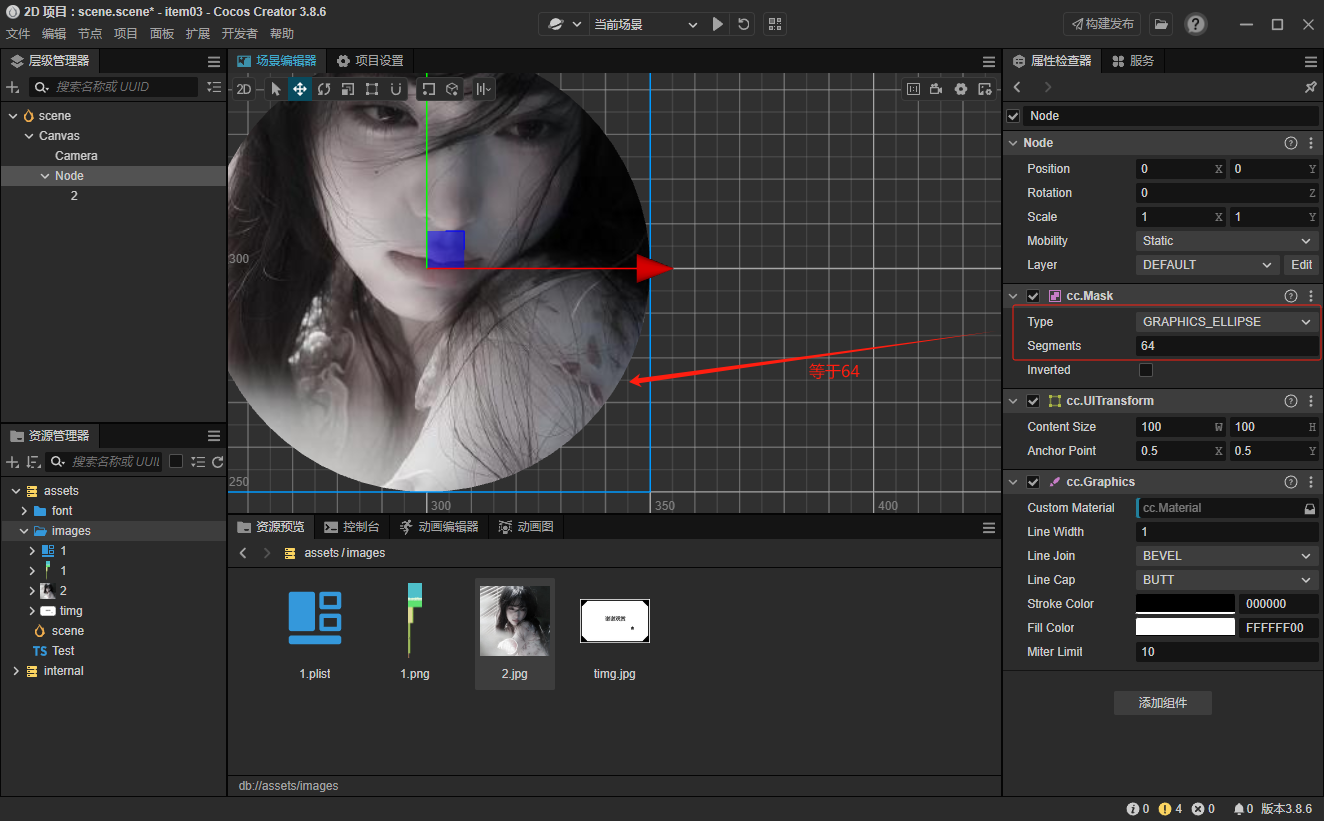 2D 项目 : scene.scene* - item03 - Cocos Creator 3.8.6
文件 编辑 节点 项目 面板 扩展 开发者 帮助
当前场景
构建发布
层级管理器
搜索名称或 UUID
scene
Canvas
Camera
Node
2
资源管理器
搜索名称或 UUI
assets
font
images
1
1
2
timg
scene
TS Test
internal
场景编辑器 项目设置
2D
300
250
300 350 400
等于64
资源预览 控制台 动画编辑器 动画图
assets / images
1.plist 1.png 2.jpg timg.jpg
db://assets/images
属性检查器 服务
Node
Node
Position 0 X 0 Y
Rotation 0 Z
Scale 1 X 1 Y
Mobility Static
Layer DEFAULT Edit
cc.Mask
Type GRAPHICS_ELLIPSE
Segments 64
Inverted
cc.UITransform
Content Size 100 W 100 H
Anchor Point 0.5 X 0.5 Y
cc.Graphics
Custom Material cc.Material
Line Width 1
Line Join BEVEL
Line Cap BUTT
Stroke Color 000000
Fill Color FFFFFF00
Miter Limit 10
添加组件
0 4 0 0 版本3.8.6